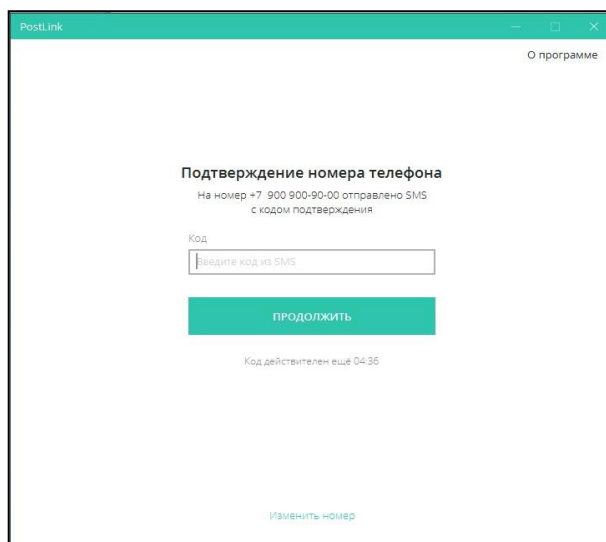 PostLink
О программе
Подтверждение номера телефона
На номер +7 900 900-90-00 отправлено SMS
с кодом подтверждения
Код
Введите код из SMS
ПРОДОЛЖИТЬ
Код действителен ещё 04:36
Изменить номер